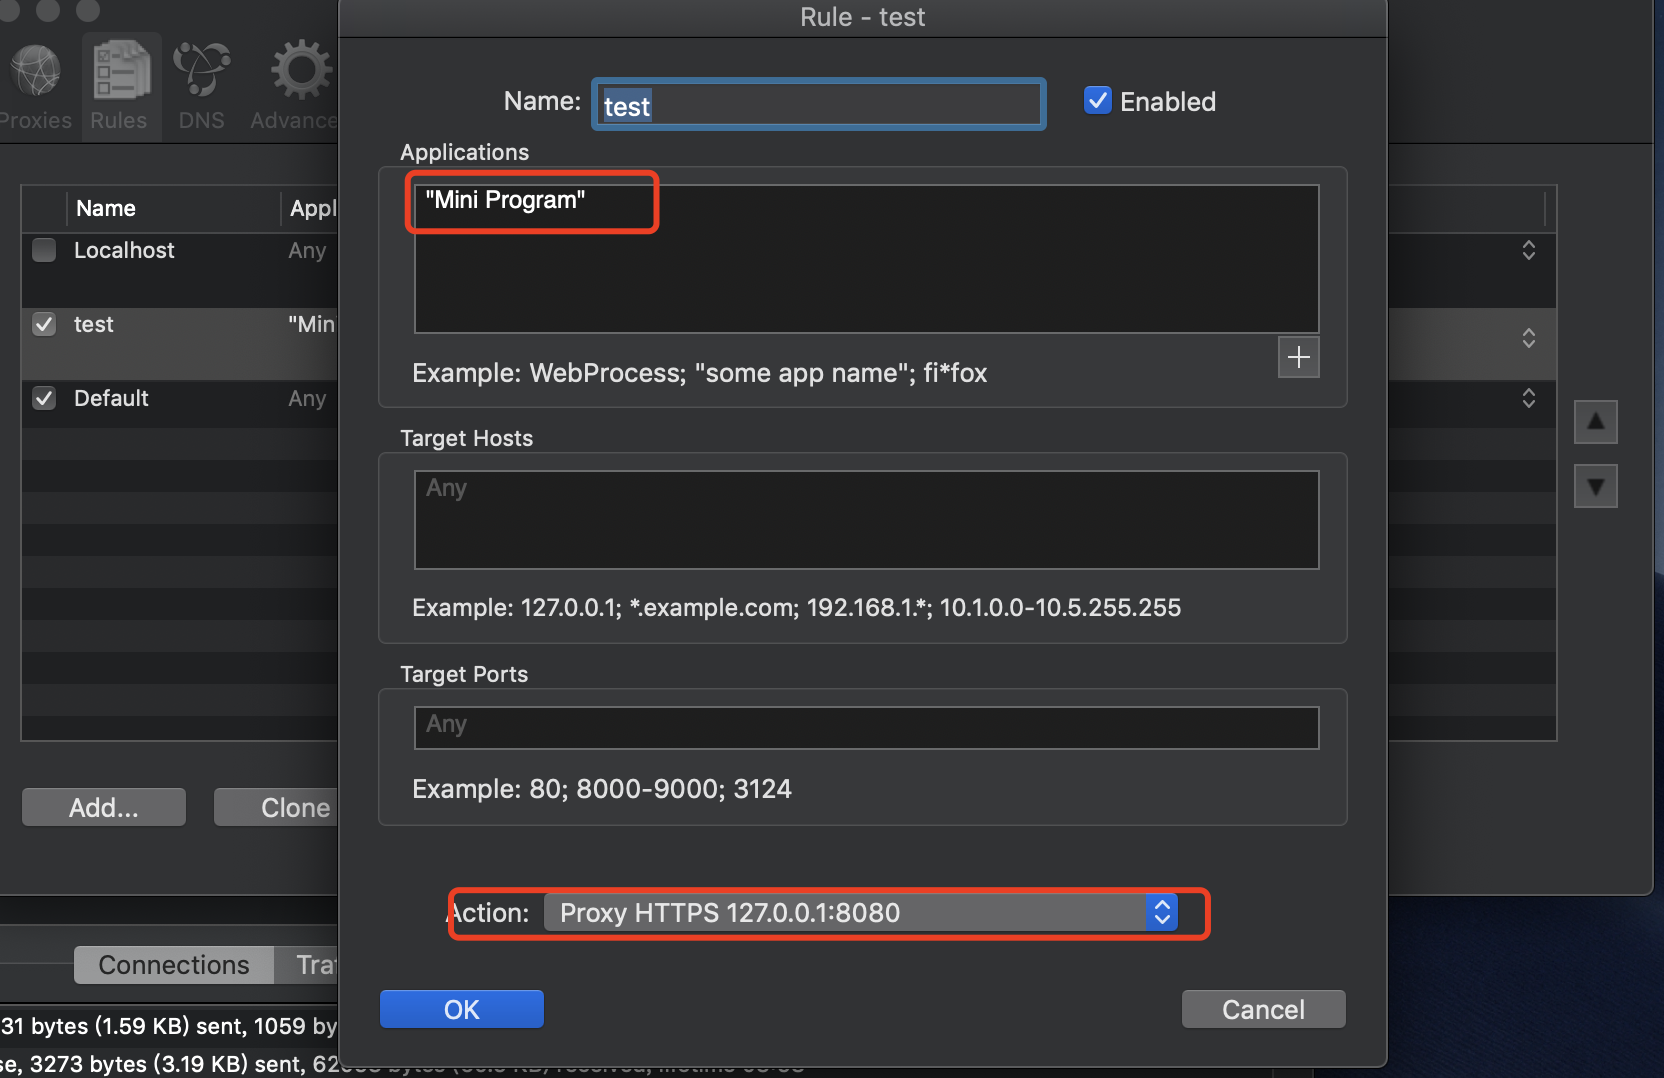 Rule - test
Proxies
Rules
DNS
Advance
Name:
test
Enabled
Applications
"Mini Program"
Example: WebProcess; "some app name"; fi*fox
Name
Appl
Localhost
Any
test
"Min
Default
Any
Target Hosts
Any
Example: 127.0.0.1; *.example.com; 192.168.1.*; 10.1.0.0-10.5.255.255
Target Ports
Any
Example: 80; 8000-9000; 3124
Add...
Clone
Action:
Proxy HTTPS 127.0.0.1:8080
Connections
Tra
OK
Cancel
31 bytes (1.59 KB) sent, 1059 by
se, 3273 bytes (3.19 KB) sent, 62